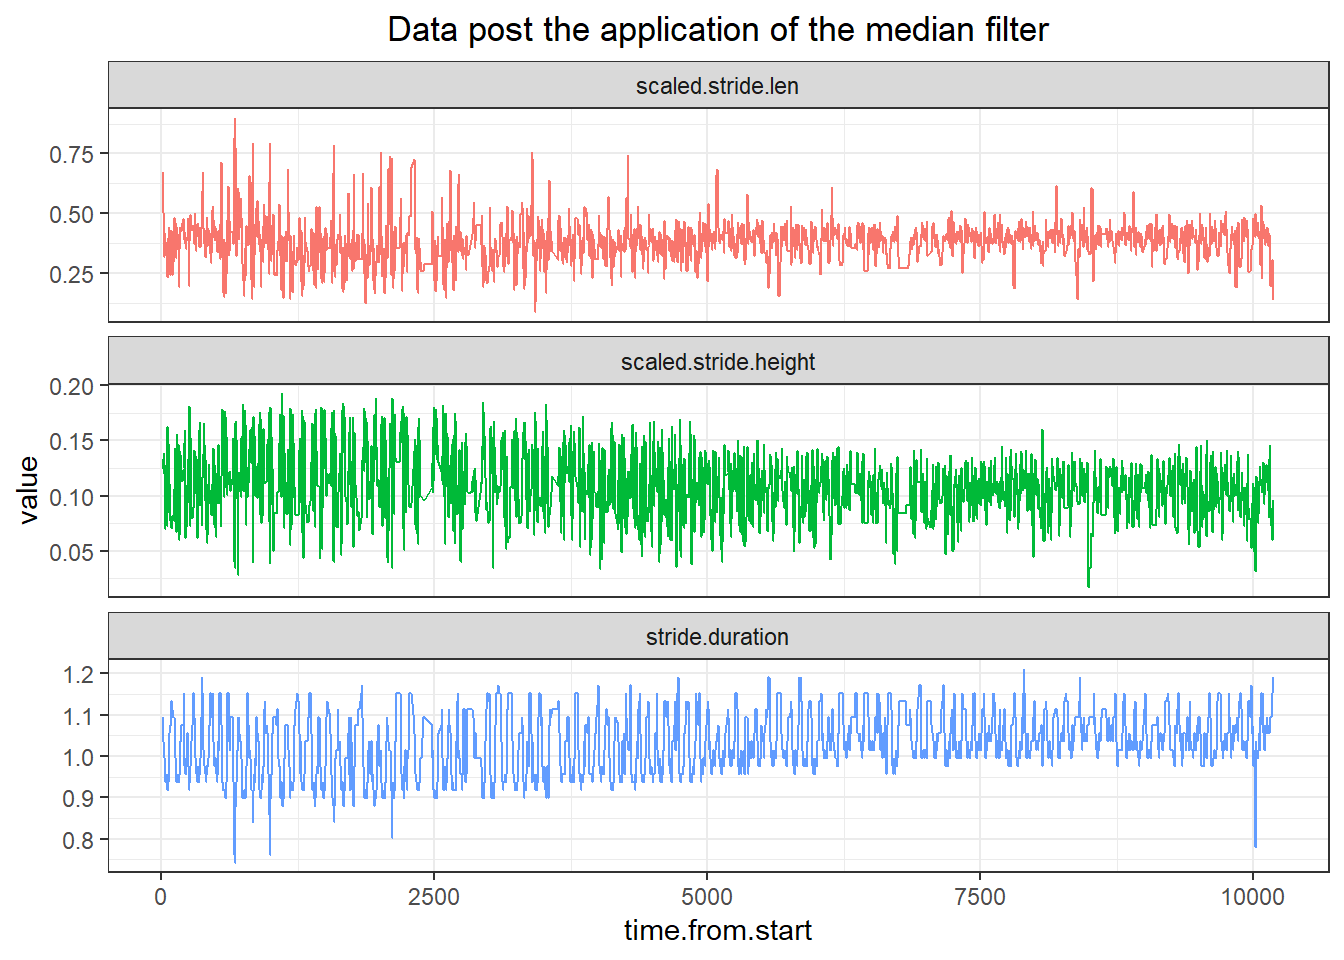 Data post the application of the median filter
scaled.stride.len
0.75
0.50
0.25
scaled.stride.height
0.20
0.15
0.10
0.05
value
stride.duration
1.2
1.1
1.0
0.9
0.8
0 2500 5000 7500 10000
time.from.start